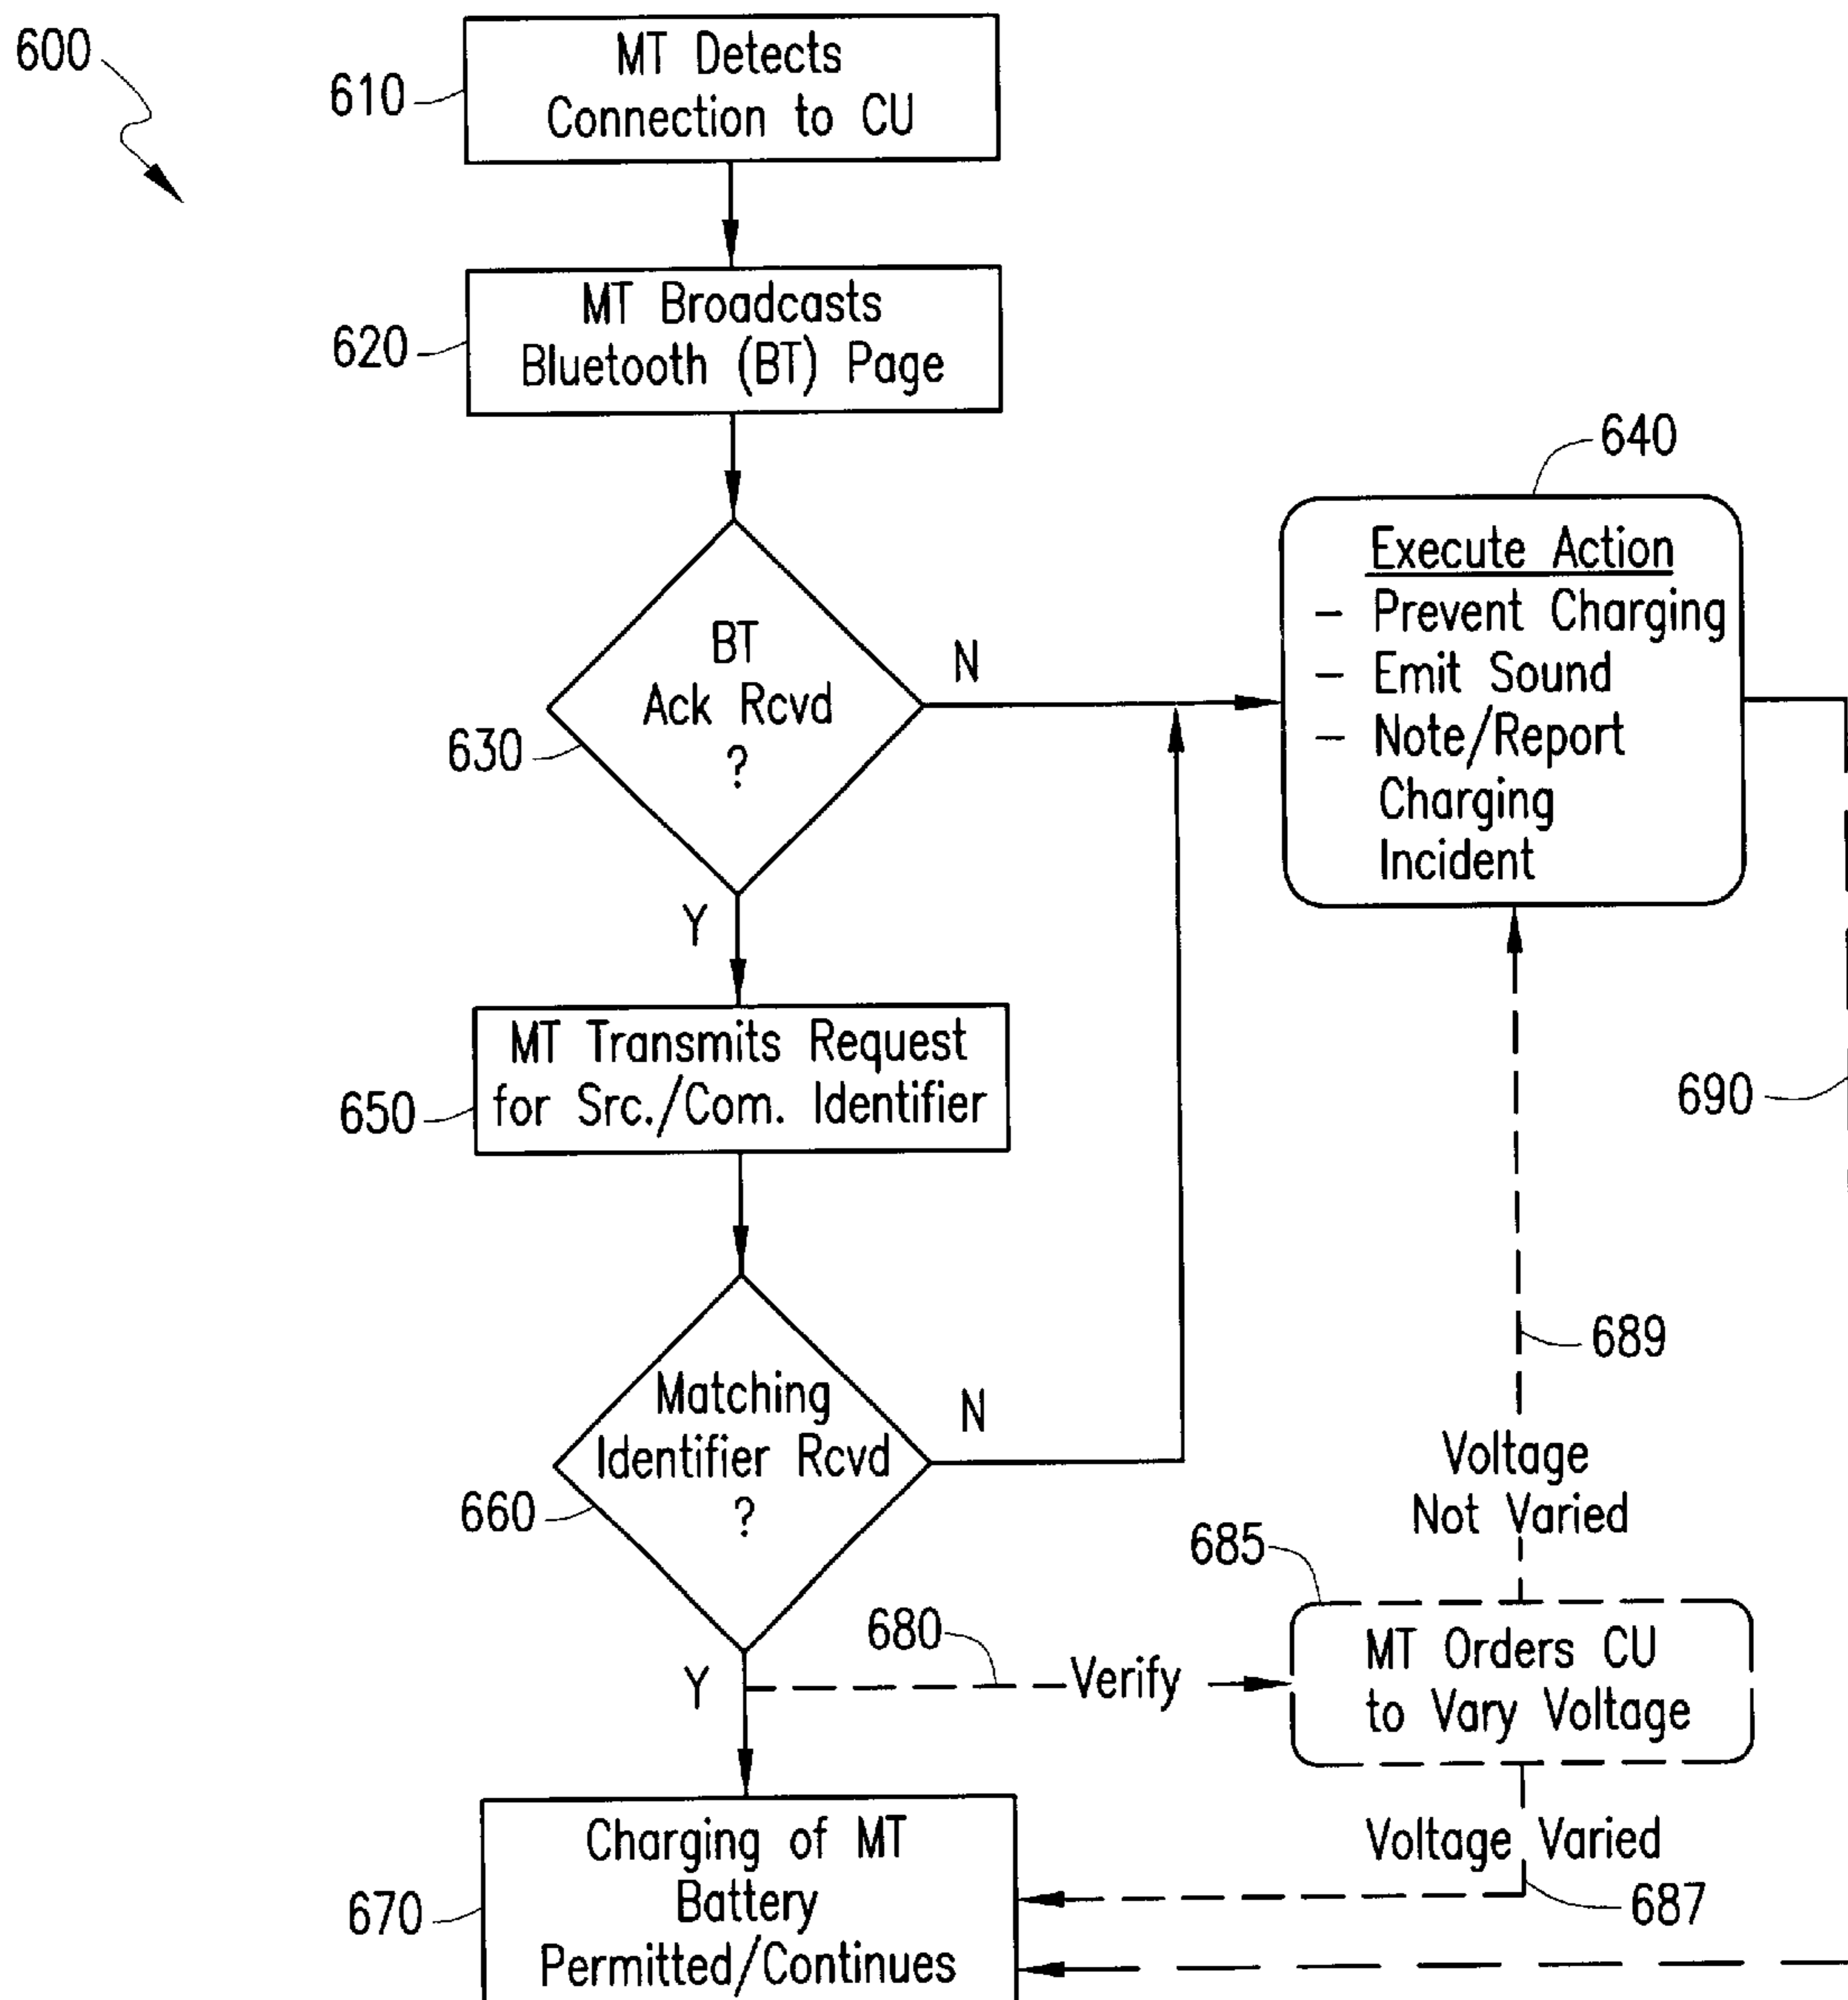 600
MT Detects
Connection to CU
610
MT Broadcasts
Bluetooth (BT) Page
620
BT
Ack Rcvd
?
630
N
Y
640
Execute Action
- Prevent Charging
- Emit Sound
- Note/Report
Charging
Incident
MT Transmits Request
for Src./Com. Identifier
650
690
Matching
Identifier Rcvd
?
660
N
Y
689
Voltage
Not Varied
685
680
Verify
MT Orders CU
to Vary Voltage
Voltage Varied
687
Charging of MT
Battery
Permitted/Continues
670